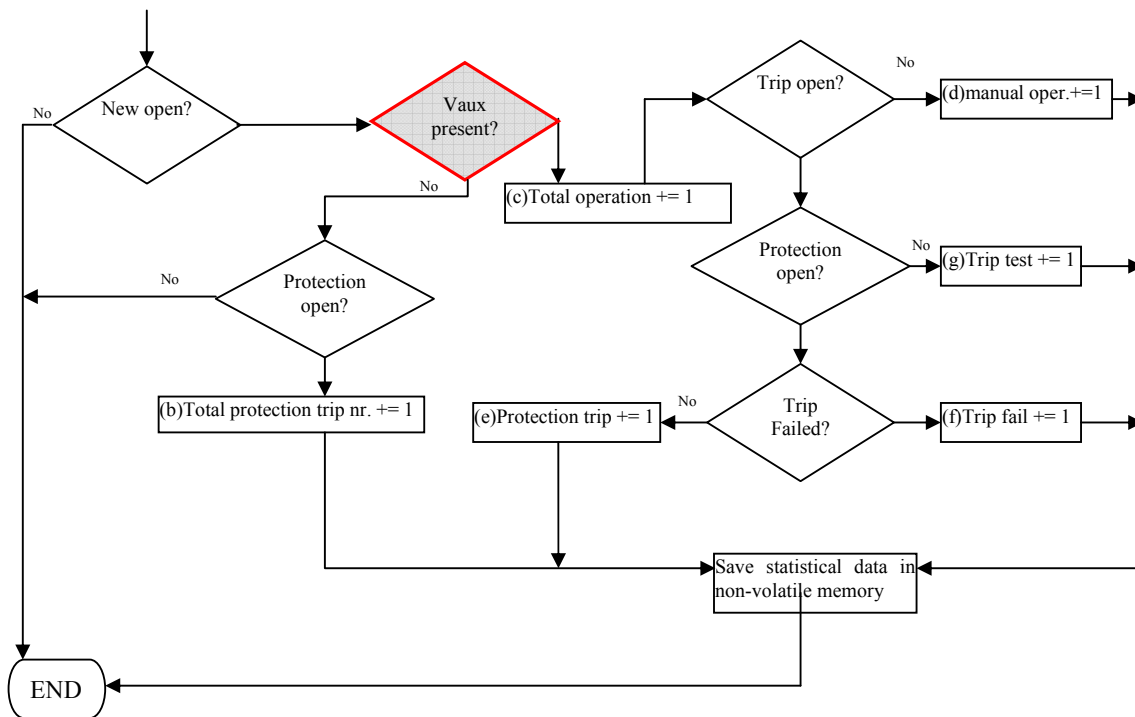 No
New open?
Vaux
present?
Trip open?
No
(d)manual oper.+=1
No
(c)Total operation += 1
No
Protection
open?
Protection
open?
No
(g)Trip test += 1
(b)Total protection trip nr. += 1
(e)Protection trip += 1
No
Trip
Failed?
(f)Trip fail += 1
Save statistical data in
non-volatile memory
END